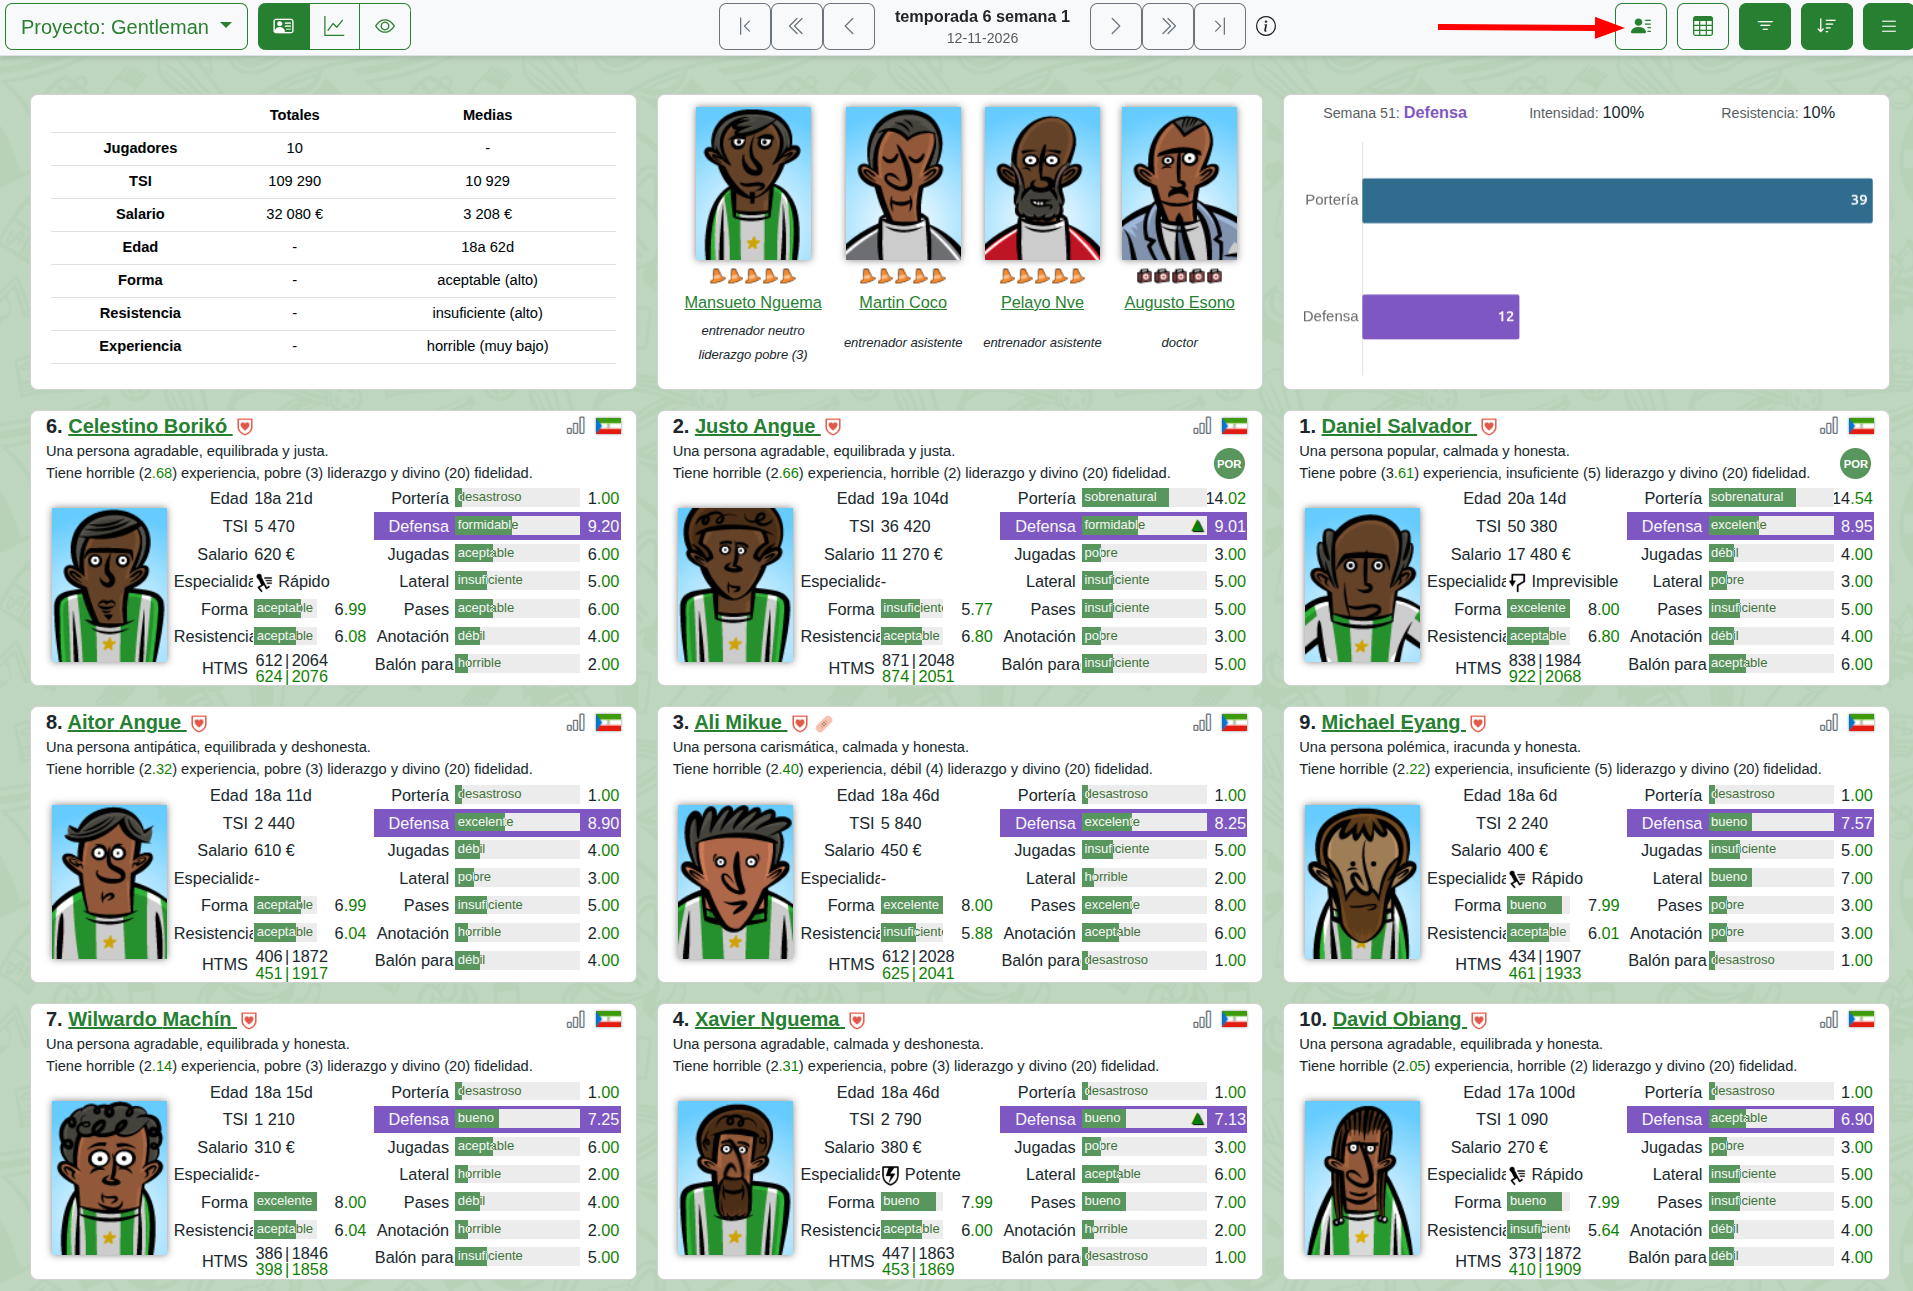 Proyecto: Gentleman
temporada 6 semana 1
12-11-2026
Totales Medias
Jugadores 10 -
TSI 109 290 10 929
Salario 32 080 € 3 208 €
Edad - 18a 62d
Forma - aceptable (alto)
Resistencia - insuficiente (alto)
Experiencia - horrible (muy bajo)
Mansueto Nguema
entrenador neutro
liderazgo pobre (3)
Martin Coco
entrenador asistente
Pelayo Nve
entrenador asistente
Augusto Esono
doctor
Semana 51: Defensa Intensidad: 100% Resistencia: 10%
Portería 39
Defensa 12
6. Celestino Borikó
Una persona agradable, equilibrada y justa.
Tiene horrible (2.68) experiencia, pobre (3) liderazgo y divino (20) fidelidad.
Edad 18a 21d Portería desastroso 1.00
TSI 5 470 Defensa formidable 9.20
Salario 620 € Jugadas aceptable 6.00
Especialida Rápido Lateral insuficiente 5.00
Forma aceptable 6.99 Pases aceptable 6.00
Resistencia aceptable 6.08 Anotación débil 4.00
HTMS 612|2064 Balón para horrible 2.00
624|2076
2. Justo Angue
Una persona agradable, equilibrada y justa.
Tiene horrible (2.66) experiencia, horrible (2) liderazgo y divino (20) fidelidad.
POR
Edad 19a 104d Portería sobrenatural 14.02
TSI 36 420 Defensa formidable 9.01
Salario 11 270 € Jugadas pobre 3.00
Especialida - Lateral insuficiente 5.00
Forma insuficient 5.77 Pases insuficiente 5.00
Resistencia aceptable 6.80 Anotación pobre 3.00
HTMS 871|2048 Balón para insuficiente 5.00
874|2051
1. Daniel Salvador
Una persona popular, calmada y honesta.
Tiene pobre (3.61) experiencia, insuficiente (5) liderazgo y divino (20) fidelidad.
POR
Edad 20a 14d Portería sobrenatural 14.54
TSI 50 380 Defensa excelente 8.95
Salario 17 480 € Jugadas débil 4.00
Especialida Imprevisible Lateral pobre 3.00
Forma excelente 8.00 Pases insuficiente 5.00
Resistencia aceptable 6.80 Anotación débil 4.00
HTMS 838|1984 Balón para aceptable 6.00
922|2068
8. Aitor Angue
Una persona antipática, equilibrada y deshonesta.
Tiene horrible (2.32) experiencia, pobre (3) liderazgo y divino (20) fidelidad.
Edad 18a 11d Portería desastroso 1.00
TSI 2 440 Defensa excelente 8.90
Salario 610 € Jugadas débil 4.00
Especialida - Lateral pobre 3.00
Forma aceptable 6.99 Pases insuficiente 5.00
Resistencia aceptable 6.04 Anotación horrible 2.00
HTMS 406|1872 Balón para débil 4.00
451|1917
3. Ali Mikue
Una persona carismática, calmada y honesta.
Tiene horrible (2.40) experiencia, débil (4) liderazgo y divino (20) fidelidad.
Edad 18a 46d Portería desastroso 1.00
TSI 5 840 Defensa excelente 8.25
Salario 450 € Jugadas insuficiente 5.00
Especialida - Lateral horrible 2.00
Forma excelente 8.00 Pases excelente 8.00
Resistencia insuficient 5.88 Anotación aceptable 6.00
HTMS 612|2028 Balón para desastroso 1.00
625|2041
9. Michael Eyang
Una persona polémica, iracunda y honesta.
Tiene horrible (2.22) experiencia, insuficiente (5) liderazgo y divino (20) fidelidad.
Edad 18a 6d Portería desastroso 1.00
TSI 2 240 Defensa bueno 7.57
Salario 400 € Jugadas insuficiente 5.00
Especialida Rápido Lateral bueno 7.00
Forma bueno 7.99 Pases pobre 3.00
Resistencia aceptable 6.01 Anotación pobre 3.00
HTMS 434|1907 Balón para desastroso 1.00
461|1933
7. Wilwardo Machín
Una persona agradable, equilibrada y honesta.
Tiene horrible (2.14) experiencia, pobre (3) liderazgo y divino (20) fidelidad.
Edad 18a 15d Portería desastroso 1.00
TSI 1 210 Defensa bueno 7.25
Salario 310 € Jugadas aceptable 6.00
Especialida - Lateral horrible 2.00
Forma excelente 8.00 Pases débil 4.00
Resistencia aceptable 6.04 Anotación horrible 2.00
HTMS 386|1846 Balón para insuficiente 5.00
398|1858
4. Xavier Nguema
Una persona agradable, calmada y deshonesta.
Tiene horrible (2.31) experiencia, pobre (3) liderazgo y divino (20) fidelidad.
Edad 18a 46d Portería desastroso 1.00
TSI 2 790 Defensa bueno 7.13
Salario 380 € Jugadas pobre 3.00
Especialida Potente Lateral aceptable 6.00
Forma bueno 7.99 Pases bueno 7.00
Resistencia aceptable 6.00 Anotación horrible 2.00
HTMS 447|1863 Balón para desastroso 1.00
453|1869
10. David Obiang
Una persona agradable, equilibrada y honesta.
Tiene horrible (2.05) experiencia, horrible (2) liderazgo y divino (20) fidelidad.
Edad 17a 100d Portería desastroso 1.00
TSI 1 090 Defensa aceptable 6.90
Salario 270 € Jugadas pobre 3.00
Especialida Rápido Lateral insuficiente 5.00
Forma bueno 7.99 Pases insuficiente 5.00
Resistencia insuficient 5.64 Anotación débil 4.00
HTMS 373|1872 Balón para débil 4.00
410|1909